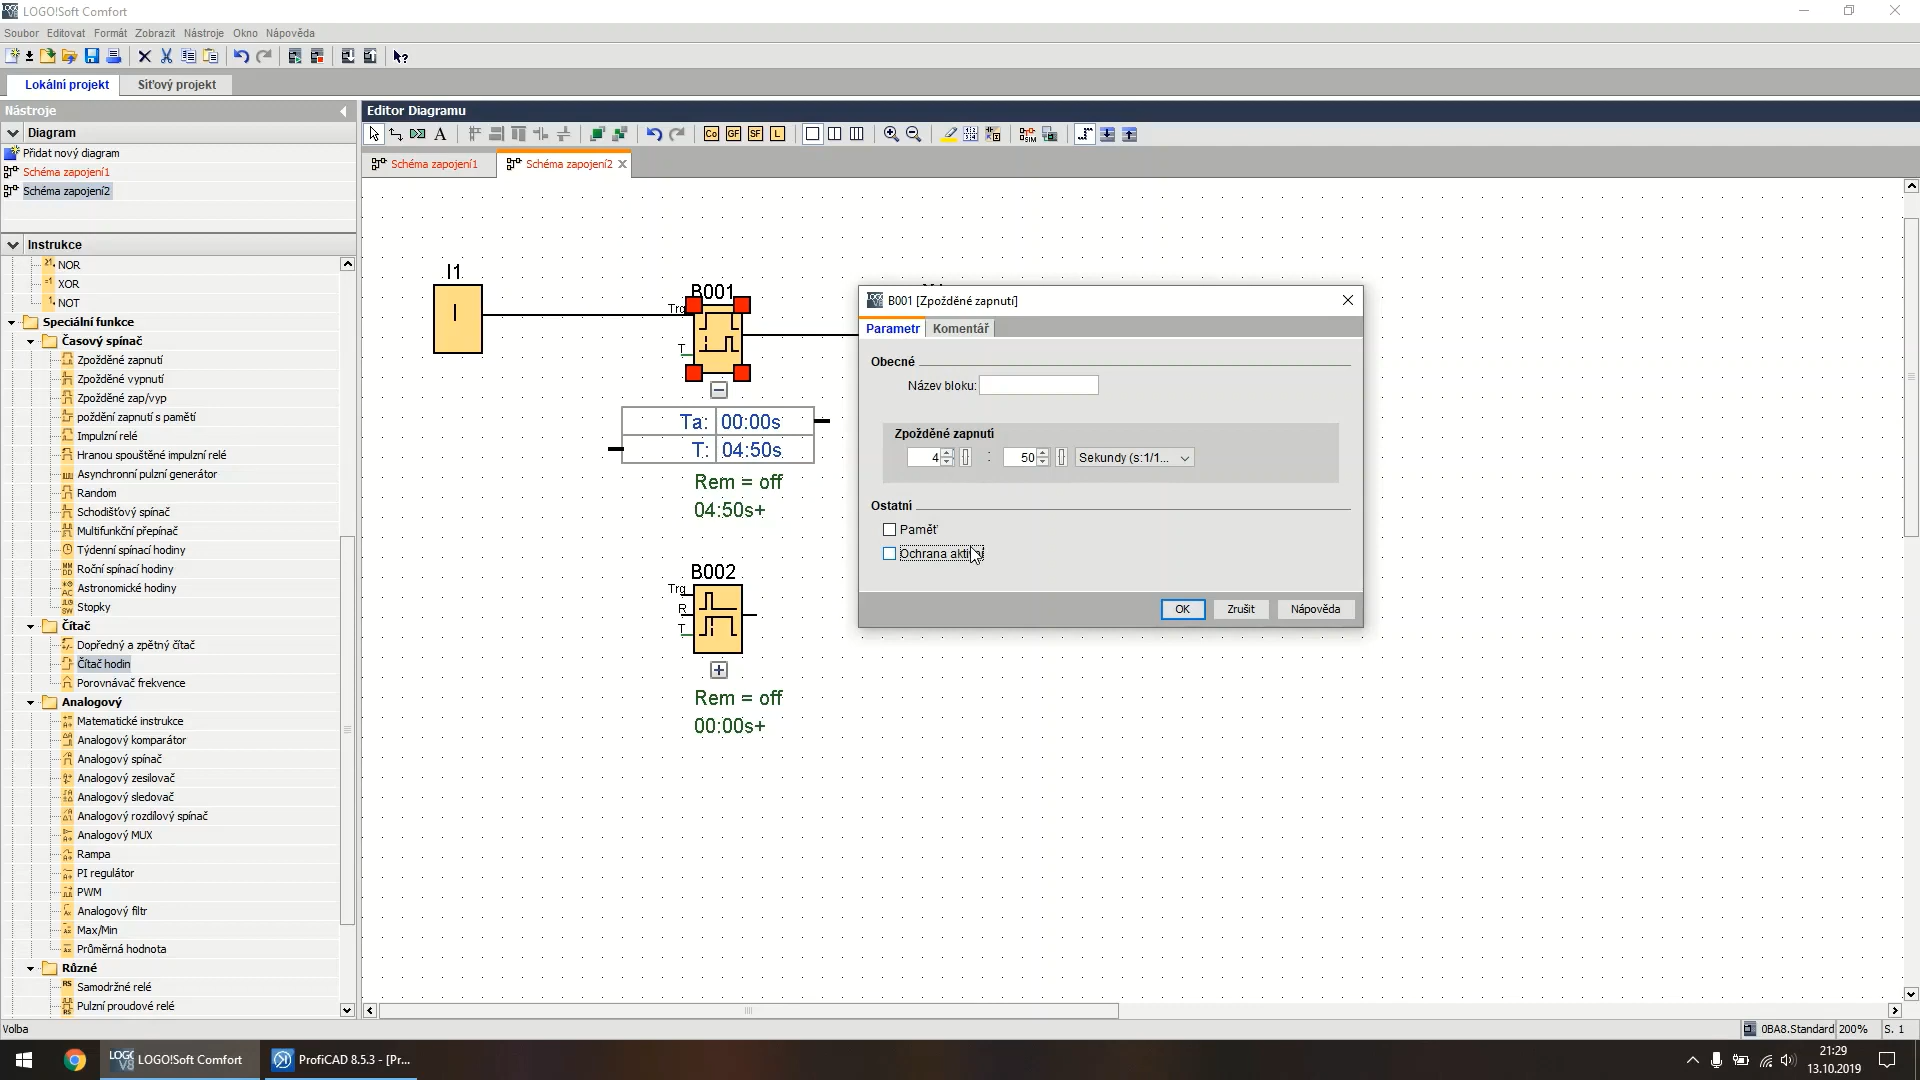 LOGO!Soft Comfort
Soubor Editovat Formát Zobrazit Nástroje Okno Nápověda
Lokální projekt Síťový projekt
Nástroje
Diagram
Přidat nový diagram
Schéma zapojení1
Schéma zapojení2
Instrukce
NOR
XOR
NOT
Speciální funkce
Časový spínač
Zpožděné zapnutí
Zpožděné vypnutí
Zpožděné zap/vyp
poždění zapnutí s pamětí
Impulzní relé
Hranou spouštěné impulzní relé
Asynchronní pulzní generátor
Random
Schodišťový spínač
Multifunkční přepínač
Týdenní spínací hodiny
Roční spínací hodiny
Astronomické hodiny
Stopky
Čítač
Dopředný a zpětný čítač
Čítač hodin
Porovnávač frekvence
Analogový
Matematické instrukce
Analogový komparátor
Analogový spínač
Analogový zesilovač
Analogový sledovač
Analogový rozdílový spínač
Analogový MUX
Rampa
PI regulátor
PWM
Analogový filtr
Max/Min
Průměrná hodnota
Různé
Samodržné relé
Pulzní proudové relé
Editor Diagramu
A Co GF SF L
Schéma zapojení1 Schéma zapojení2
I1
I
B001
Trg
T
Ta: 00:00s
T: 04:50s
Rem = off
04:50s+
B002
Trg
R
T
Rem = off
00:00s+
B001 [Zpožděné zapnutí]
Parametr Komentář
Obecné
Název bloku:
Zpožděné zapnutí
4 : 50 Sekundy (s:1/1...
Ostatní
Paměť
Ochrana
OK Zrušit Nápověda
Volba
0BA8.Standard 200% S. 1
LOGO!Soft Comfort ProfiCAD 8.5.3 - [Pr...
21:29
13.10.2019